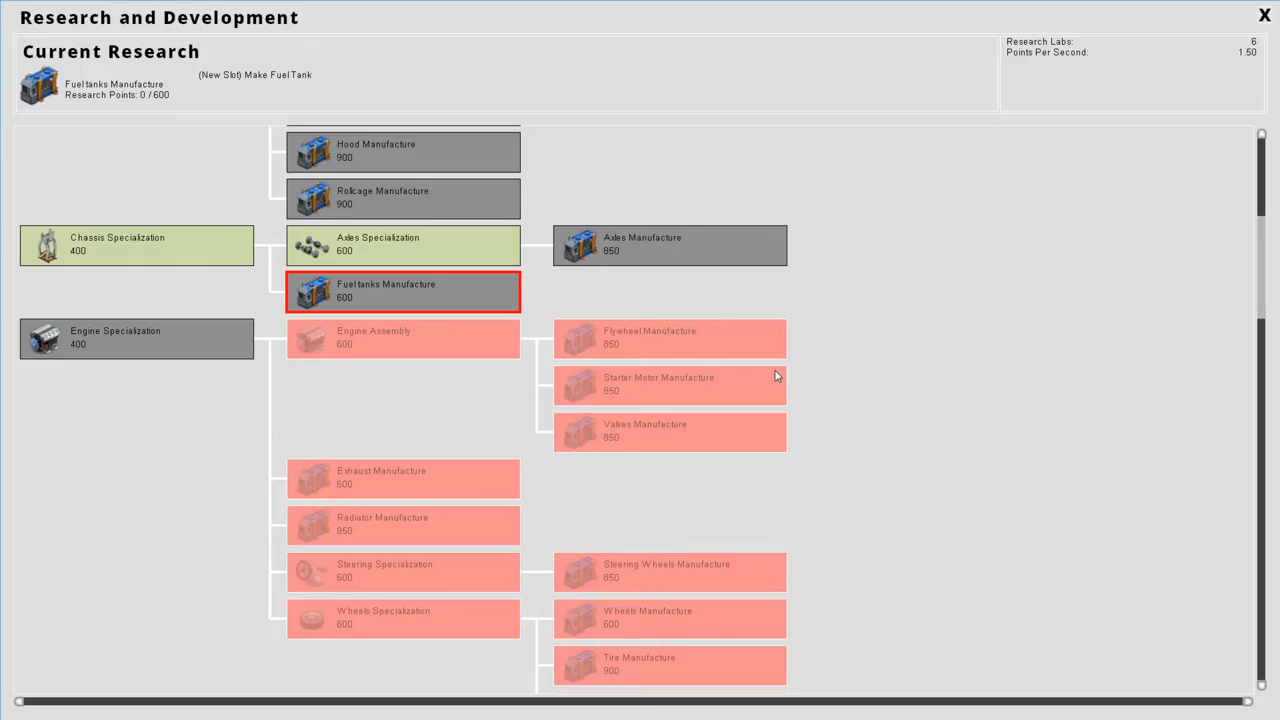 Research and Development
X
Current Research
(New Slot) Make Fuel Tank
Fuel tanks Manufacture
Research Points: 0 / 600
Research Labs: 6
Points Per Second: 1.50
Hood Manufacture
900
Rollcage Manufacture
900
Chassis Specialization
400
Axles Specialization
600
Axles Manufacture
850
Fuel tanks Manufacture
600
Engine Specialization
400
Engine Assembly
600
Flywheel Manufacture
850
Starter Motor Manufacture
850
Valves Manufacture
850
Exhaust Manufacture
600
Radiator Manufacture
850
Steering Specialization
600
Steering Wheels Manufacture
850
Wheels Specialization
600
Wheels Manufacture
600
Tire Manufacture
900